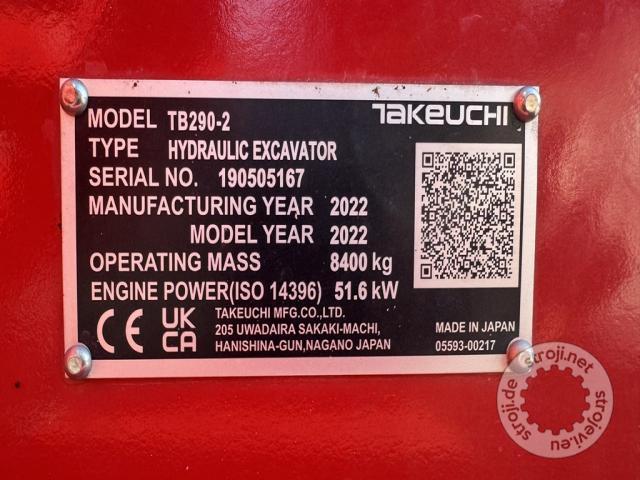 TAKEUCHI
MODEL TB290-2
TYPE HYDRAULIC EXCAVATOR
SERIAL NO. 190505167
MANUFACTURING YEAR 2022
MODEL YEAR 2022
OPERATING MASS 8400 kg
ENGINE POWER(ISO 14396) 51.6 kW
CE UK CA
TAKEUCHI MFG.CO.,LTD.
205 UWADAIRA SAKAKI-MACHI,
HANISHINA-GUN,NAGANO JAPAN
MADE IN JAPAN
05593-00217
stroji.de stroji.net strojevi.eu